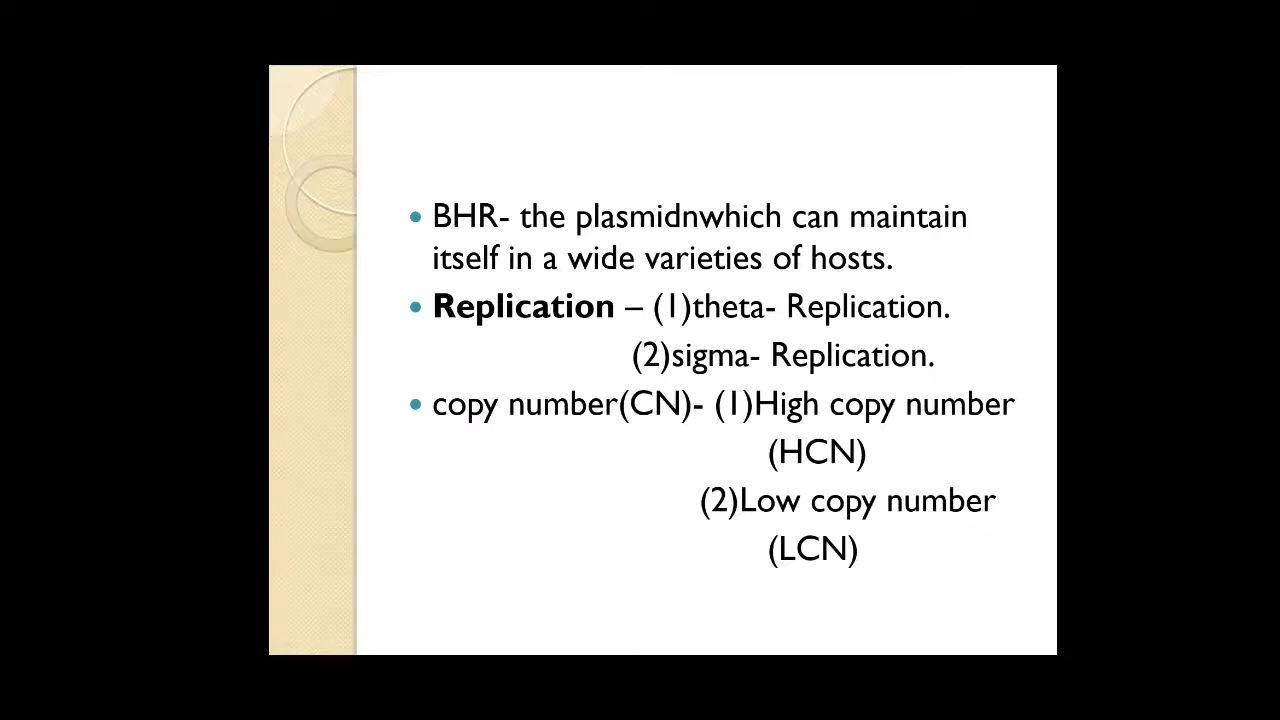 • BHR- the plasmidnwhich can maintain
itself in a wide varieties of hosts.
• Replication – (1)theta- Replication.
(2)sigma- Replication.
• copy number(CN)- (1)High copy number
(HCN)
(2)Low copy number
(LCN)